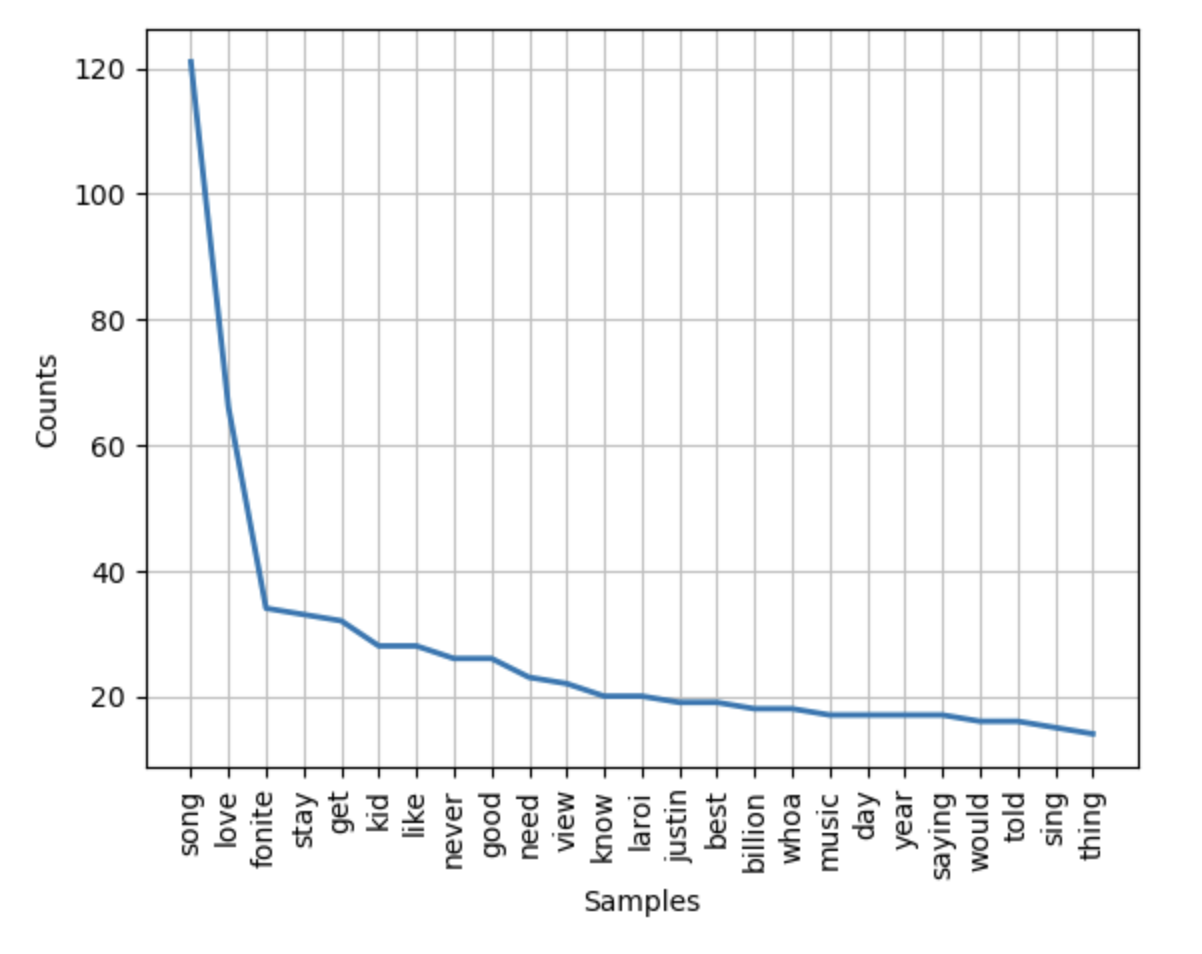 120
100
80
60
40
20
Counts
song
love
fonite
stay
get
kid
like
never
good
need
view
know
laroi
justin
best
billion
whoa
music
day
year
saying
would
told
sing
thing
Samples